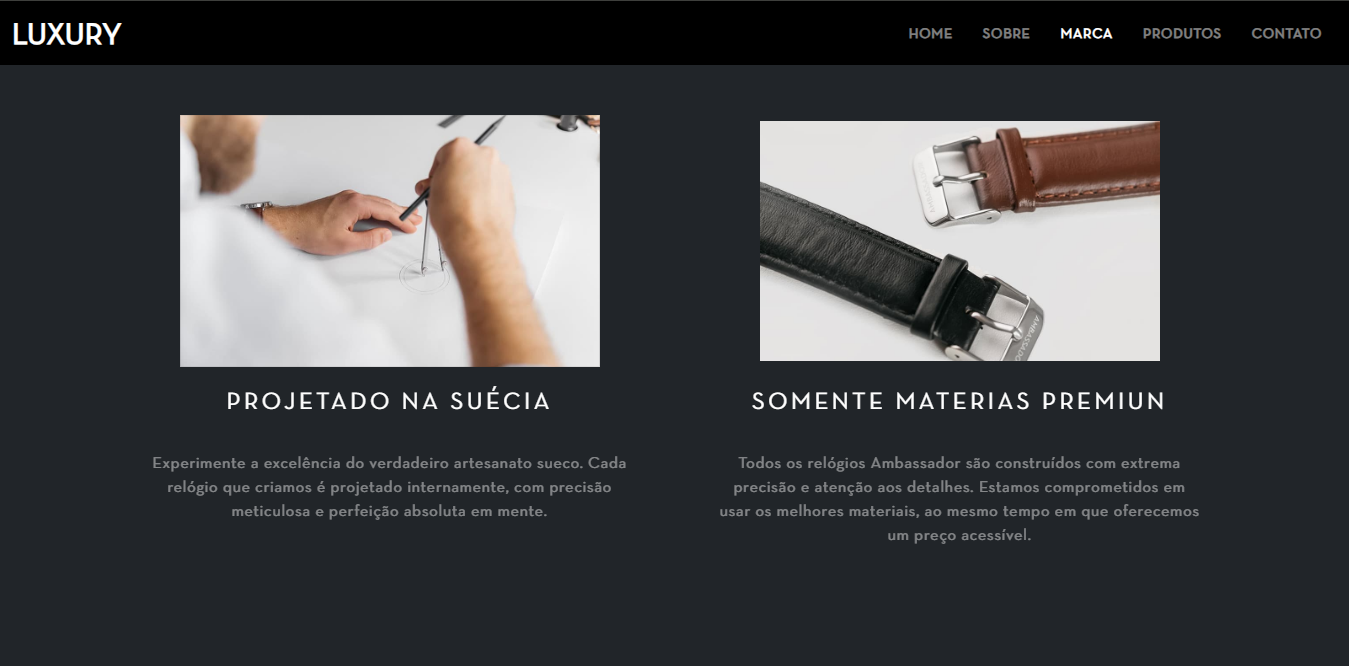 LUXURY
HOME SOBRE MARCA PRODUTOS CONTATO
PROJETADO NA SUÉCIA
Experimente a excelência do verdadeiro artesanato sueco. Cada
relógio que criamos é projetado internamente, com precisão
meticulosa e perfeição absoluta em mente.
SOMENTE MATERIAS PREMIUN
Todos os relógios Ambassador são construídos com extrema
precisão e atenção aos detalhes. Estamos comprometidos em
usar os melhores materiais, ao mesmo tempo em que oferecemos
um preço acessível.